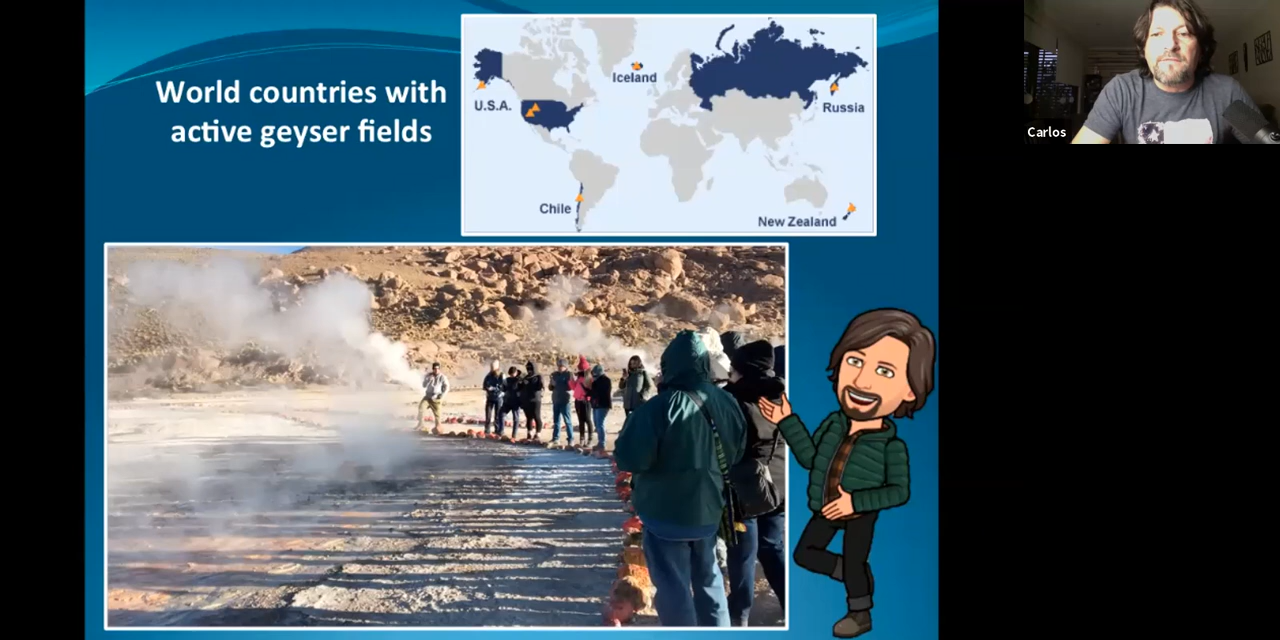 World countries with
active geyser fields
Iceland
U.S.A.
Russia
Chile
New Zealand
Carlos